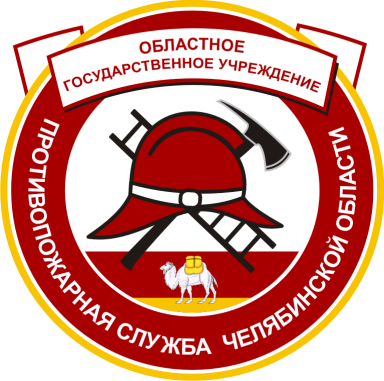 ОБЛАСТНОЕ
ГОСУДАРСТВЕННОЕ УЧРЕЖДЕНИЕ
ПРОТИВОПОЖАРНАЯ СЛУЖБА ЧЕЛЯБИНСКОЙ ОБЛАСТИ